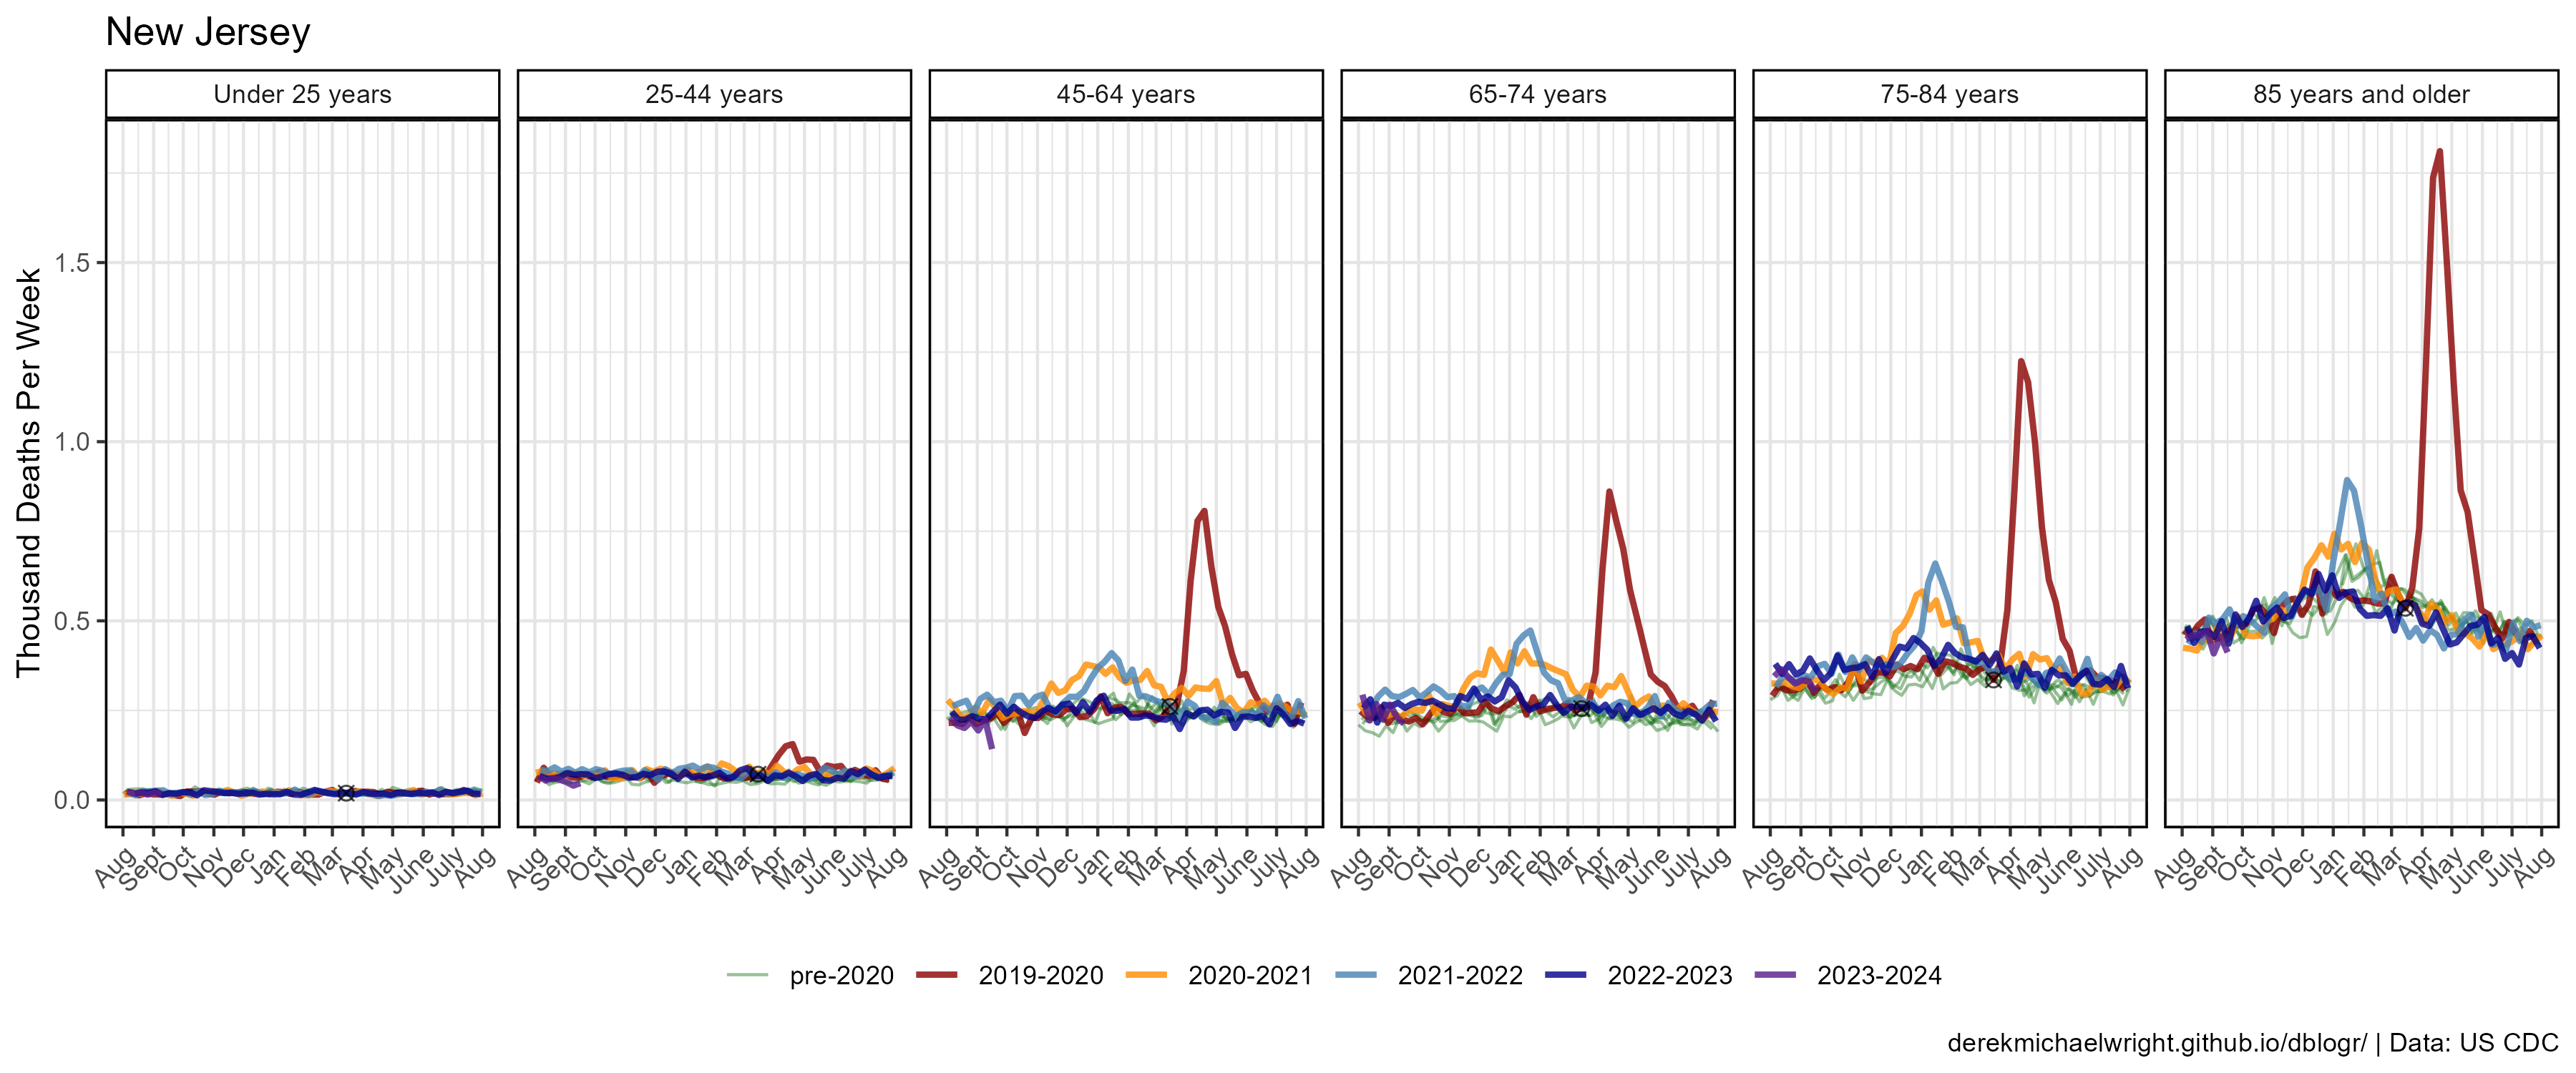 New Jersey
Under 25 years
25-44 years
45-64 years
65-74 years
75-84 years
85 years and older
Thousand Deaths Per Week
1.5
1.0
0.5
0.0
Aug Sept Oct Nov Dec Jan Feb Mar Apr May June July Aug
Aug Sept Oct Nov Dec Jan Feb Mar Apr May June July Aug
Aug Sept Oct Nov Dec Jan Feb Mar Apr May June July Aug
Aug Sept Oct Nov Dec Jan Feb Mar Apr May June July Aug
Aug Sept Oct Nov Dec Jan Feb Mar Apr May June July Aug
Aug Sept Oct Nov Dec Jan Feb Mar Apr May June July Aug
pre-2020 2019-2020 2020-2021 2021-2022 2022-2023 2023-2024
derekmichaelwright.github.io/dblogr/ | Data: US CDC